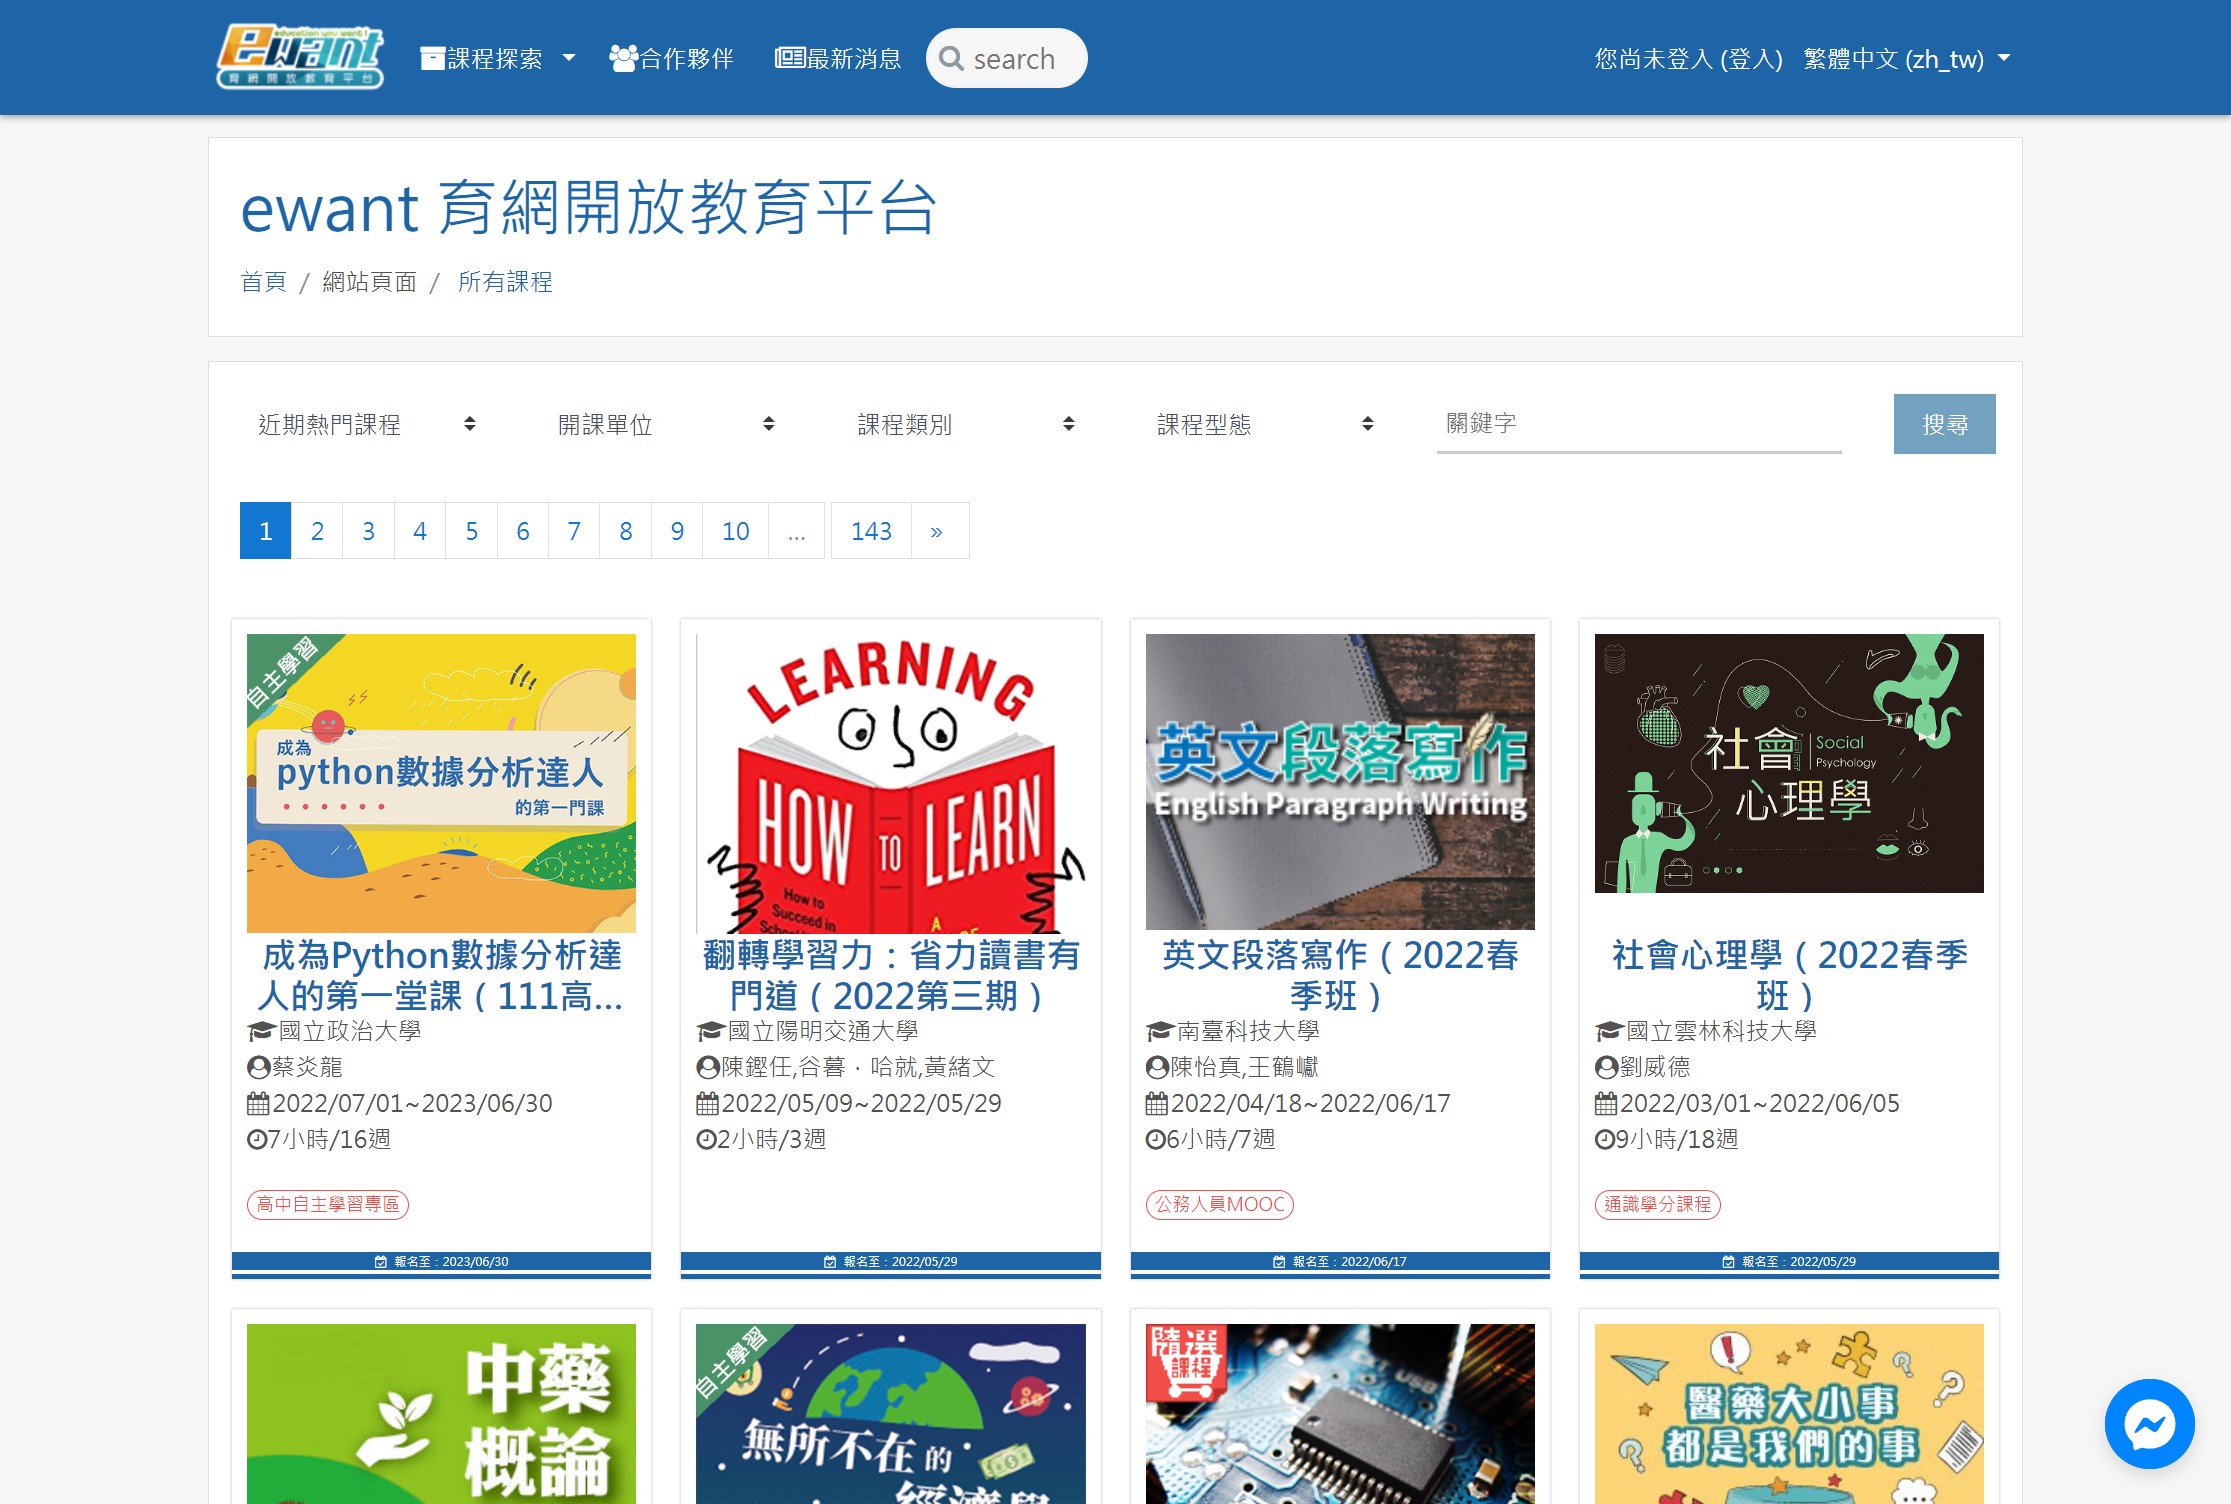 ewant
education you want!
育網開放教育平台
課程探索
合作夥伴
最新消息
search
您尚未登入 (登入)
繁體中文 (zh_tw)
ewant 育網開放教育平台
首頁 / 網站頁面 / 所有課程
近期熱門課程
開課單位
課程類別
課程型態
關鍵字
搜尋
1 2 3 4 5 6 7 8 9 10 ... 143 »
自主學習
成為
python數據分析達人
的第一門課
成為Python數據分析達
人的第一堂課（111高...
國立政治大學
蔡炎龍
2022/07/01~2023/06/30
7小時/16週
高中自主學習專區
報名至：2023/06/30
LEARNING
HOW TO LEARN
How to
Succeed in
翻轉學習力：省力讀書有
門道（2022第三期）
國立陽明交通大學
陳鏗任,谷暮．哈就,黃緒文
2022/05/09~2022/05/29
2小時/3週
報名至：2022/05/29
英文段落寫作
English Paragraph Writing
英文段落寫作（2022春
季班）
南臺科技大學
陳怡真,王鶴巘
2022/04/18~2022/06/17
6小時/7週
公務人員MOOC
報名至：2022/06/17
社會
心理學
Social
Psychology
社會心理學（2022春季
班）
國立雲林科技大學
劉威德
2022/03/01~2022/06/05
9小時/18週
通識學分課程
報名至：2022/05/29
中藥
概論
自主學習
無所不在的
經濟學
隨選
課程
USB
醫藥大小事
都是我們的事